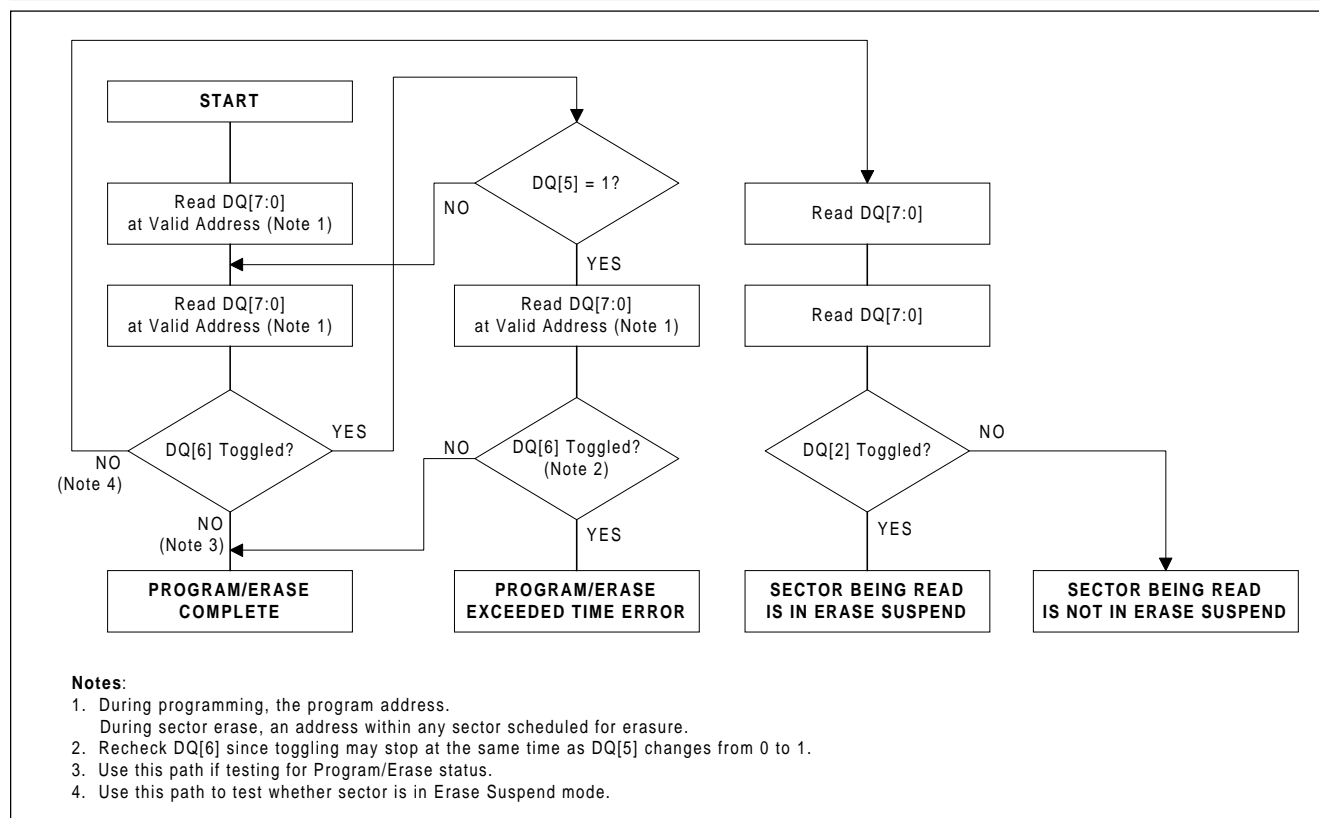 START
Read DQ[7:0]
at Valid Address (Note 1)
Read DQ[7:0]
at Valid Address (Note 1)
DQ[6] Toggled?
YES
NO
(Note 4)
NO
(Note 3)
PROGRAM/ERASE
COMPLETE
DQ[5] = 1?
NO
YES
Read DQ[7:0]
at Valid Address (Note 1)
DQ[6] Toggled?
(Note 2)
NO
YES
PROGRAM/ERASE
EXCEEDED TIME ERROR
Read DQ[7:0]
Read DQ[7:0]
DQ[2] Toggled?
NO
YES
SECTOR BEING READ
IS IN ERASE SUSPEND
SECTOR BEING READ
IS NOT IN ERASE SUSPEND
Notes:
1. During programming, the program address.
During sector erase, an address within any sector scheduled for erasure.
2. Recheck DQ[6] since toggling may stop at the same time as DQ[5] changes from 0 to 1.
3. Use this path if testing for Program/Erase status.
4. Use this path to test whether sector is in Erase Suspend mode.